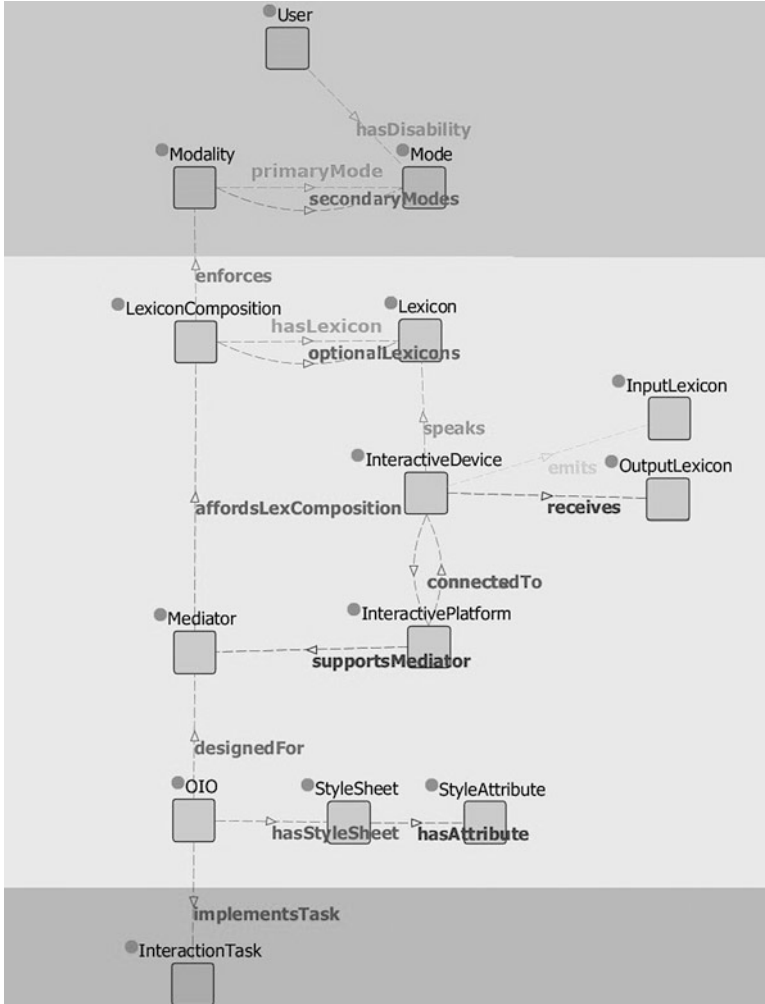 User
hasDisability
Modality
primaryMode
Mode
secondaryModes
enforces
LexiconComposition
hasLexicon
Lexicon
optionalLexicons
InputLexicon
speaks
InteractiveDevice
emits
OutputLexicon
affordsLexComposition
receives
connectedTo
Mediator
InteractivePlatform
supportsMediator
designedFor
OIO
StyleSheet
StyleAttribute
hasStyleSheet
hasAttribute
implementsTask
InteractionTask